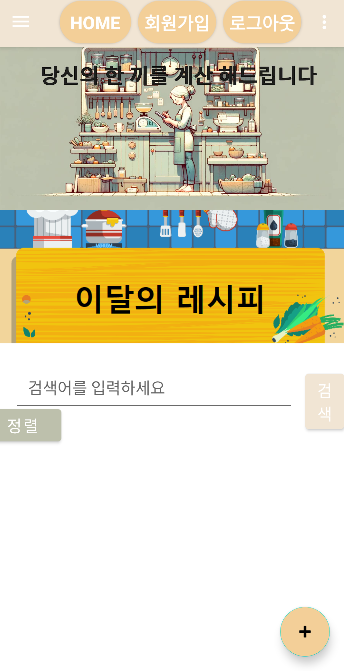 HOME 회원가입 로그아웃
당신의 한 끼를 계산 해드립니다
이달의 레시피
검색어를 입력하세요
검
색
정렬
+